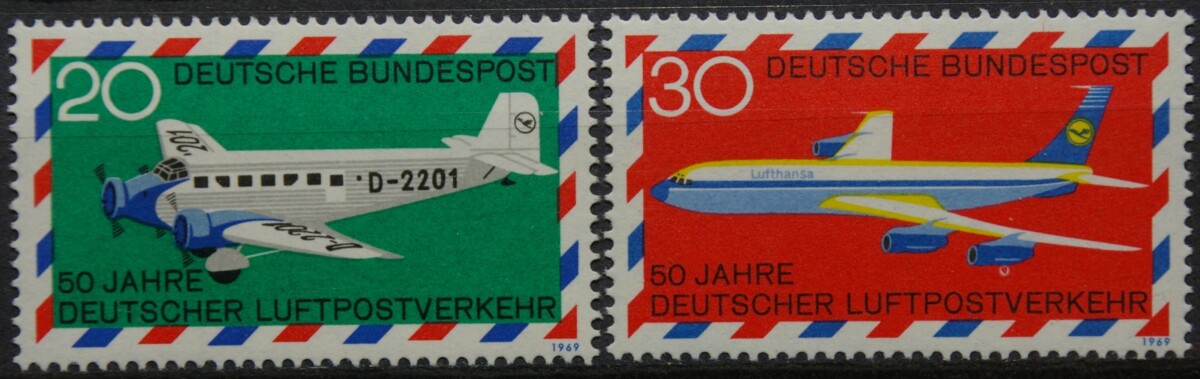 20 DEUTSCHE BUNDESPOST
D-2201
50 JAHRE
DEUTSCHER LUFTPOSTVERKEHR
1969
30 DEUTSCHE BUNDESPOST
Lufthansa
50 JAHRE
DEUTSCHER LUFTPOSTVERKEHR
1969